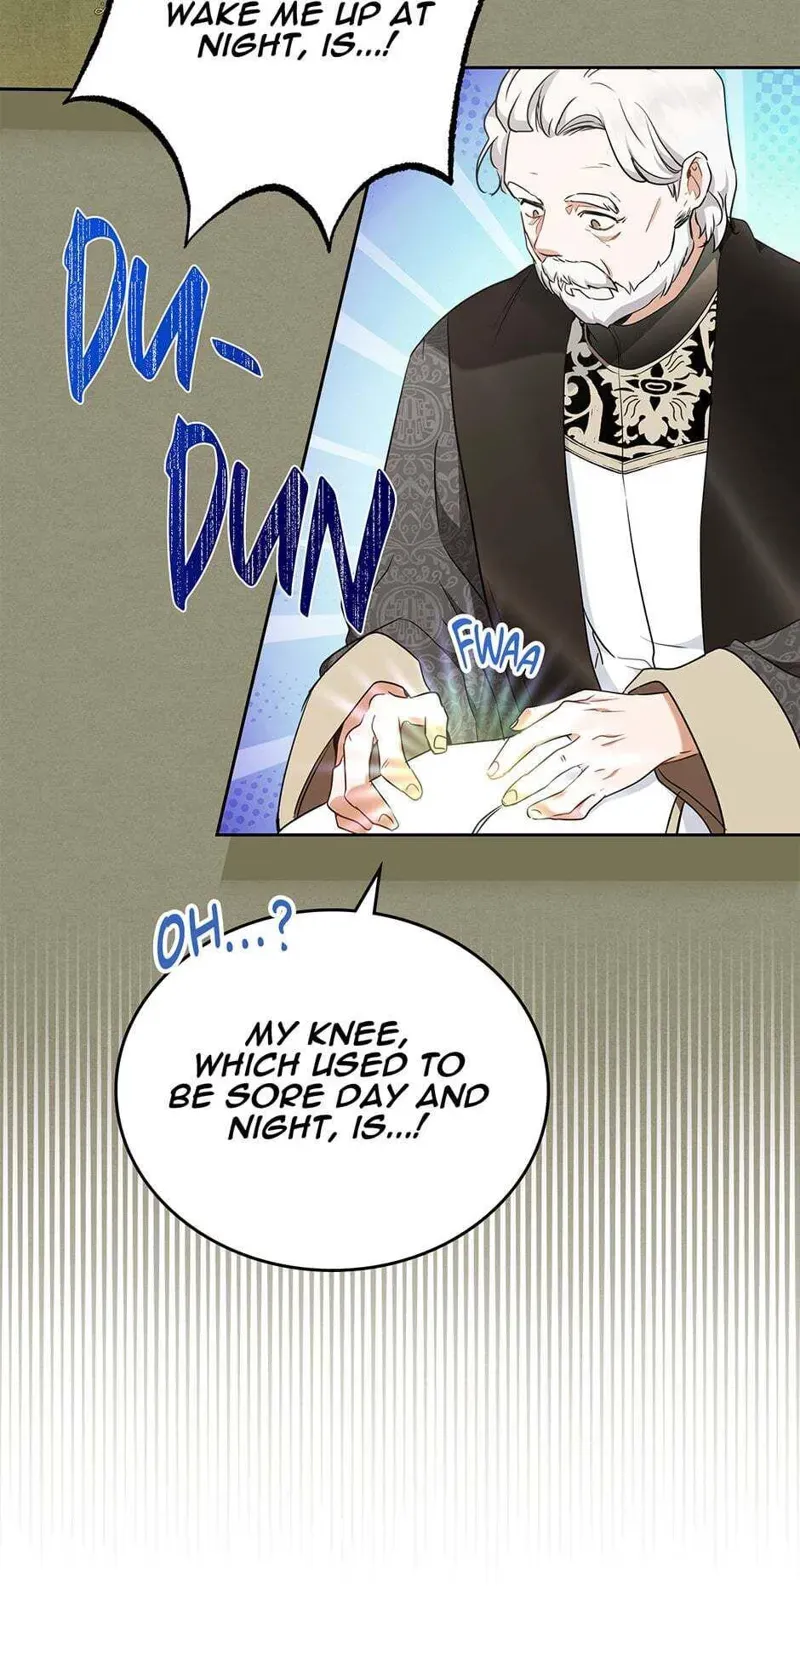 WAKE ME UP AT
NIGHT, IS...!
DU-
DUN
FWAA
OH...?
MY KNEE,
WHICH USED TO
BE SORE DAY AND
NIGHT, IS...!